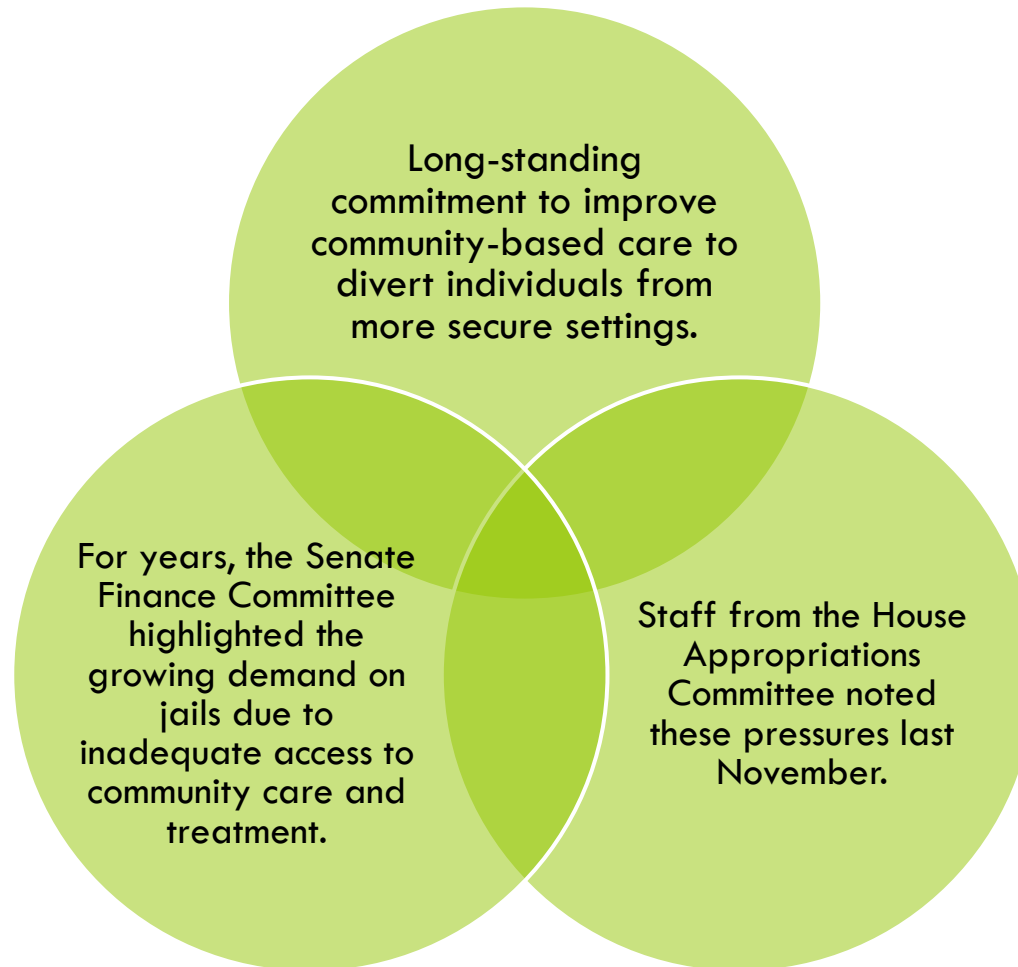 Long-standing
commitment to improve
community-based care to
divert individuals from
more secure settings.
For years, the Senate
Finance Committee
highlighted the
growing demand on
jails due to
inadequate access to
community care and
treatment.
Staff from the House
Appropriations
Committee noted
these pressures last
November.